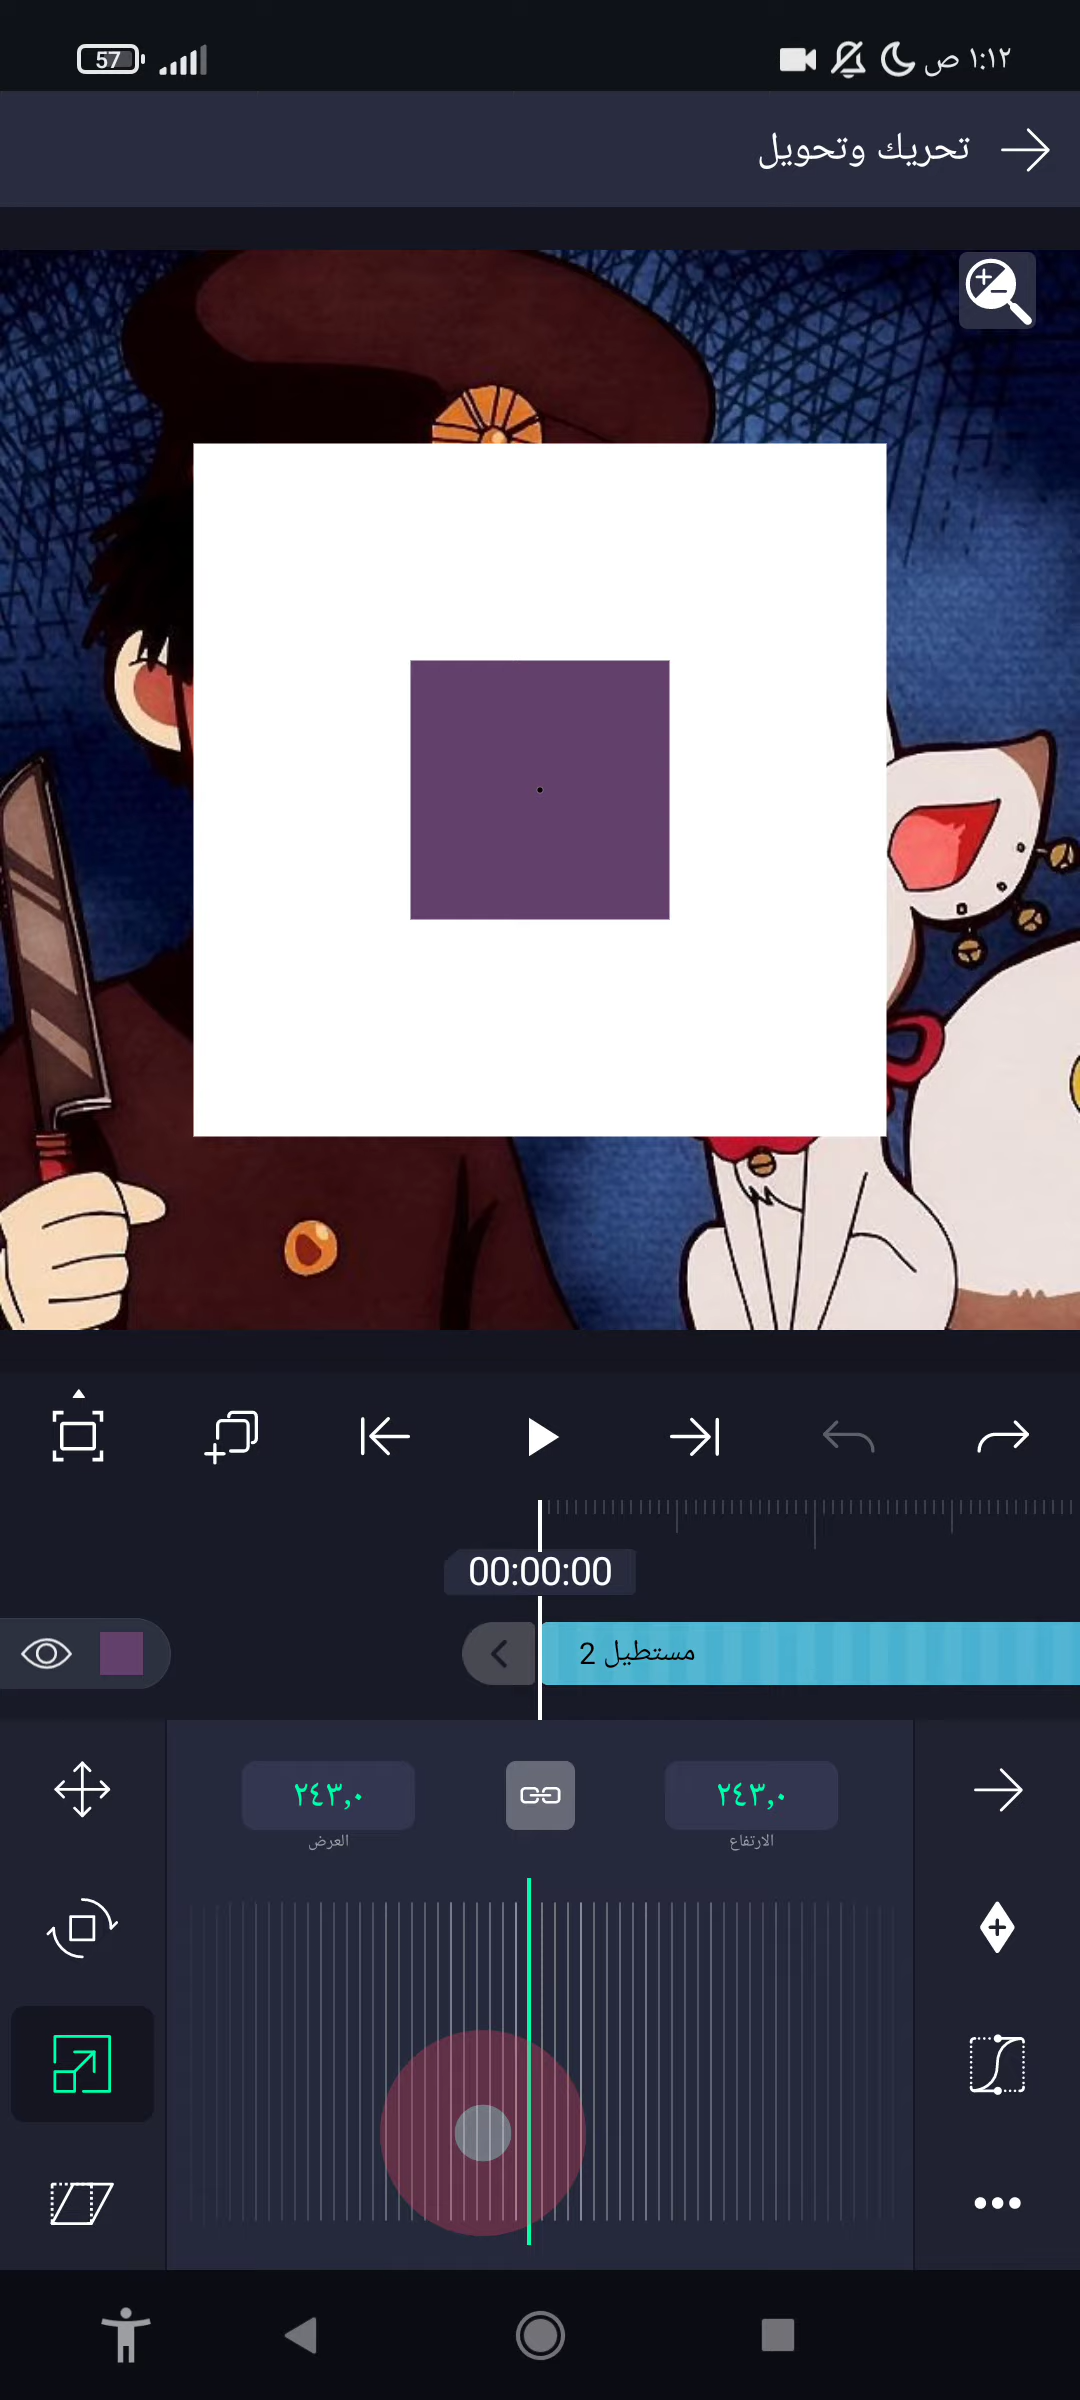 57
١:١٢ ص
تحريك وتحويل
00:00:00
مستطيل 2
٢٤٣,٠
٢٤٣,٠
العرض
الارتفاع